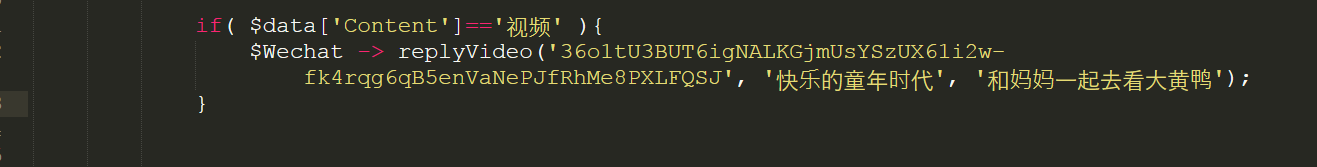 if( $data['Content']=='视频' ){
$Wechat -> replyVideo('36o1tU3BUT6igNALKGjmUsYSzUX61i2w-
fk4rqg6qB5enVaNePJfRhMe8PXLFQSJ', '快乐的童年时代', '和妈妈一起去看大黄鸭');
}